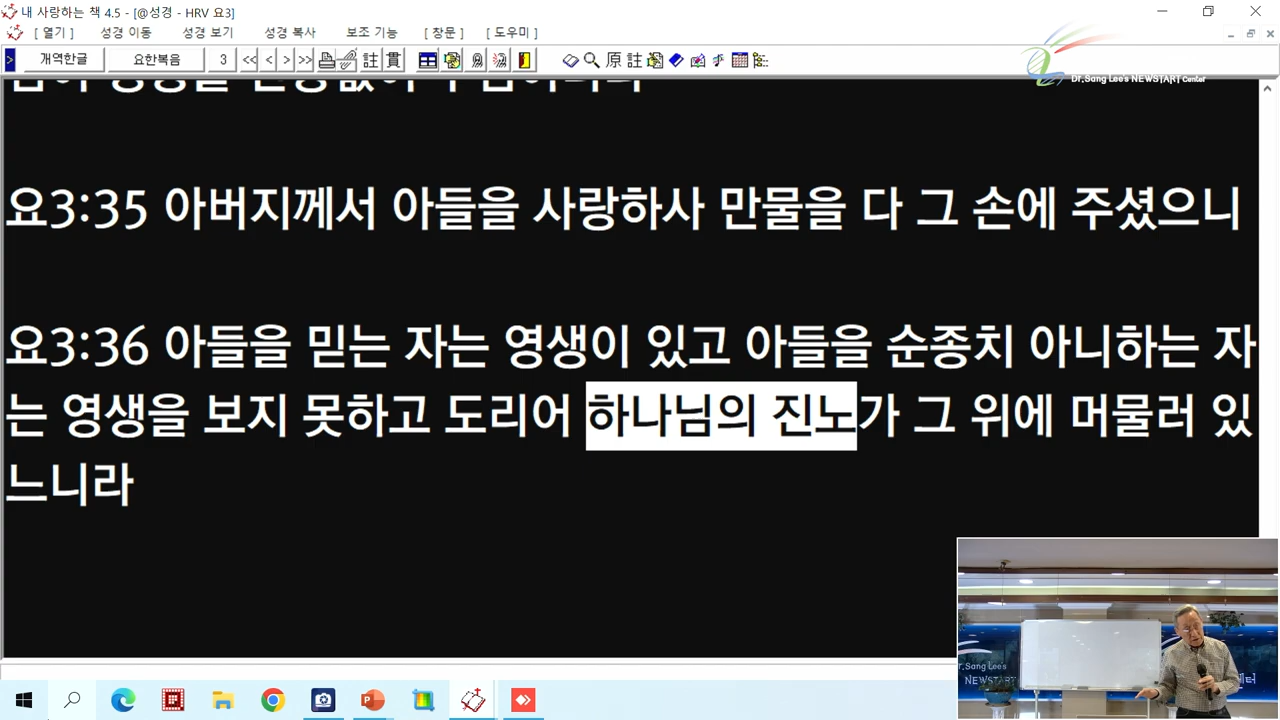 내 사랑하는 책 4.5 - [@성경 - HRV 요3]
[ 열기 ] 성경 이동 성경 보기 성경 복사 보조 기능 [ 창문 ] [ 도우미 ]
개역한글 요한복음 3 << < > >> 註 貫 原 註
Dr.Sang Lee's NEWSTART Center
요3:35 아버지께서 아들을 사랑하사 만물을 다 그 손에 주셨으니
요3:36 아들을 믿는 자는 영생이 있고 아들을 순종치 아니하는 자
는 영생을 보지 못하고 도리어 하나님의 진노가 그 위에 머물러 있
느니라
r.Sang Lee's
NEWSTART